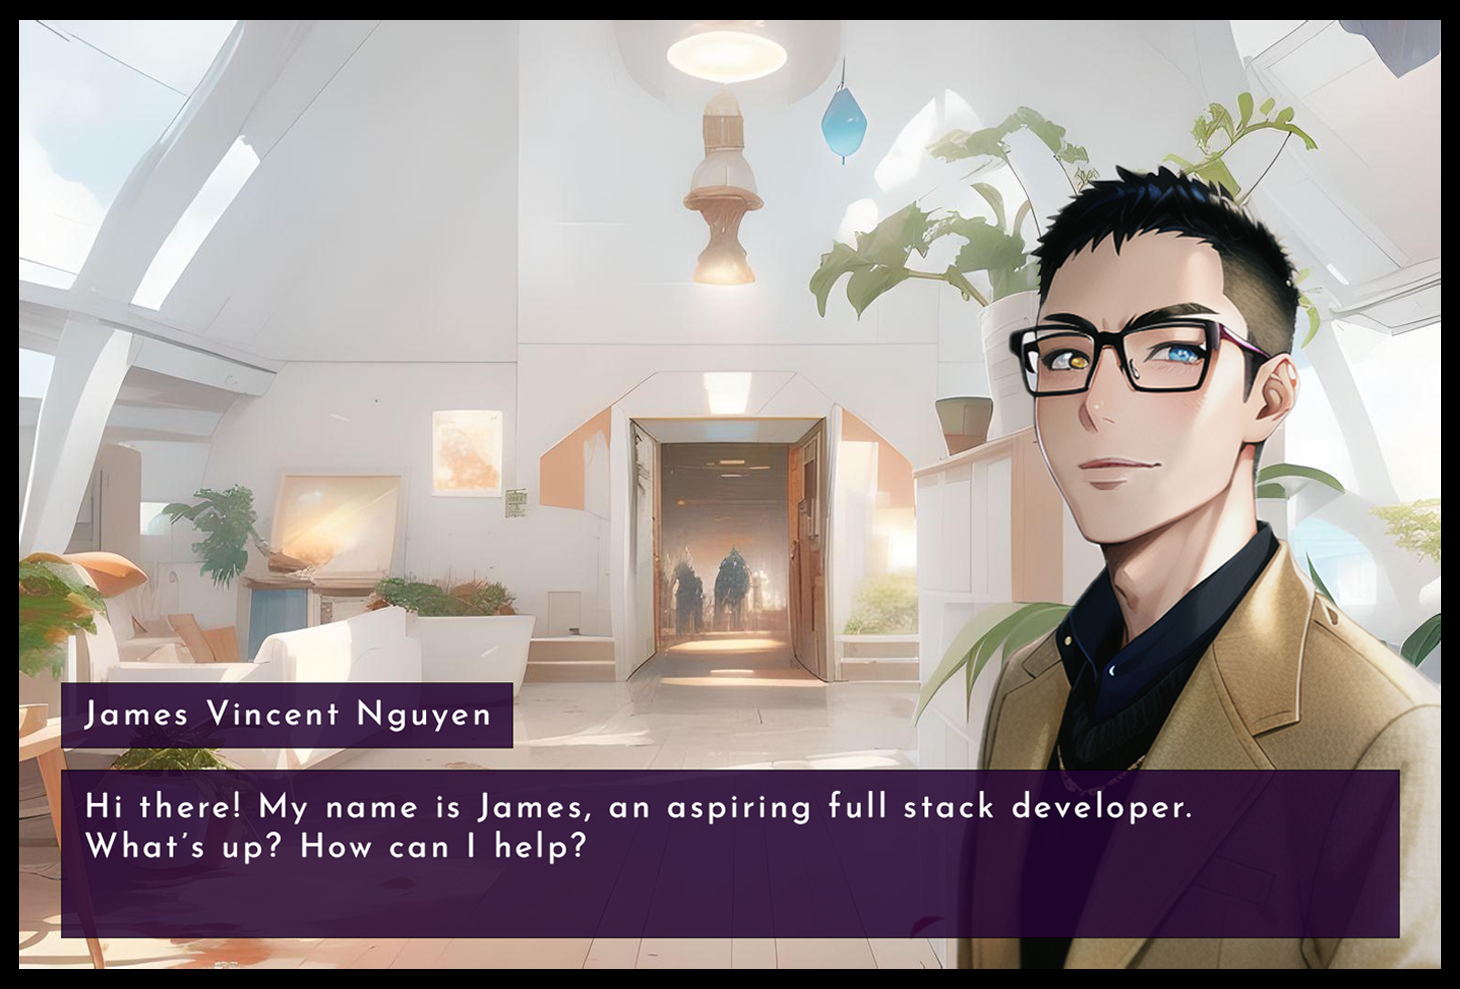 James Vincent Nguyen
Hi there! My name is James, an aspiring full stack developer.
What's up? How can I help?